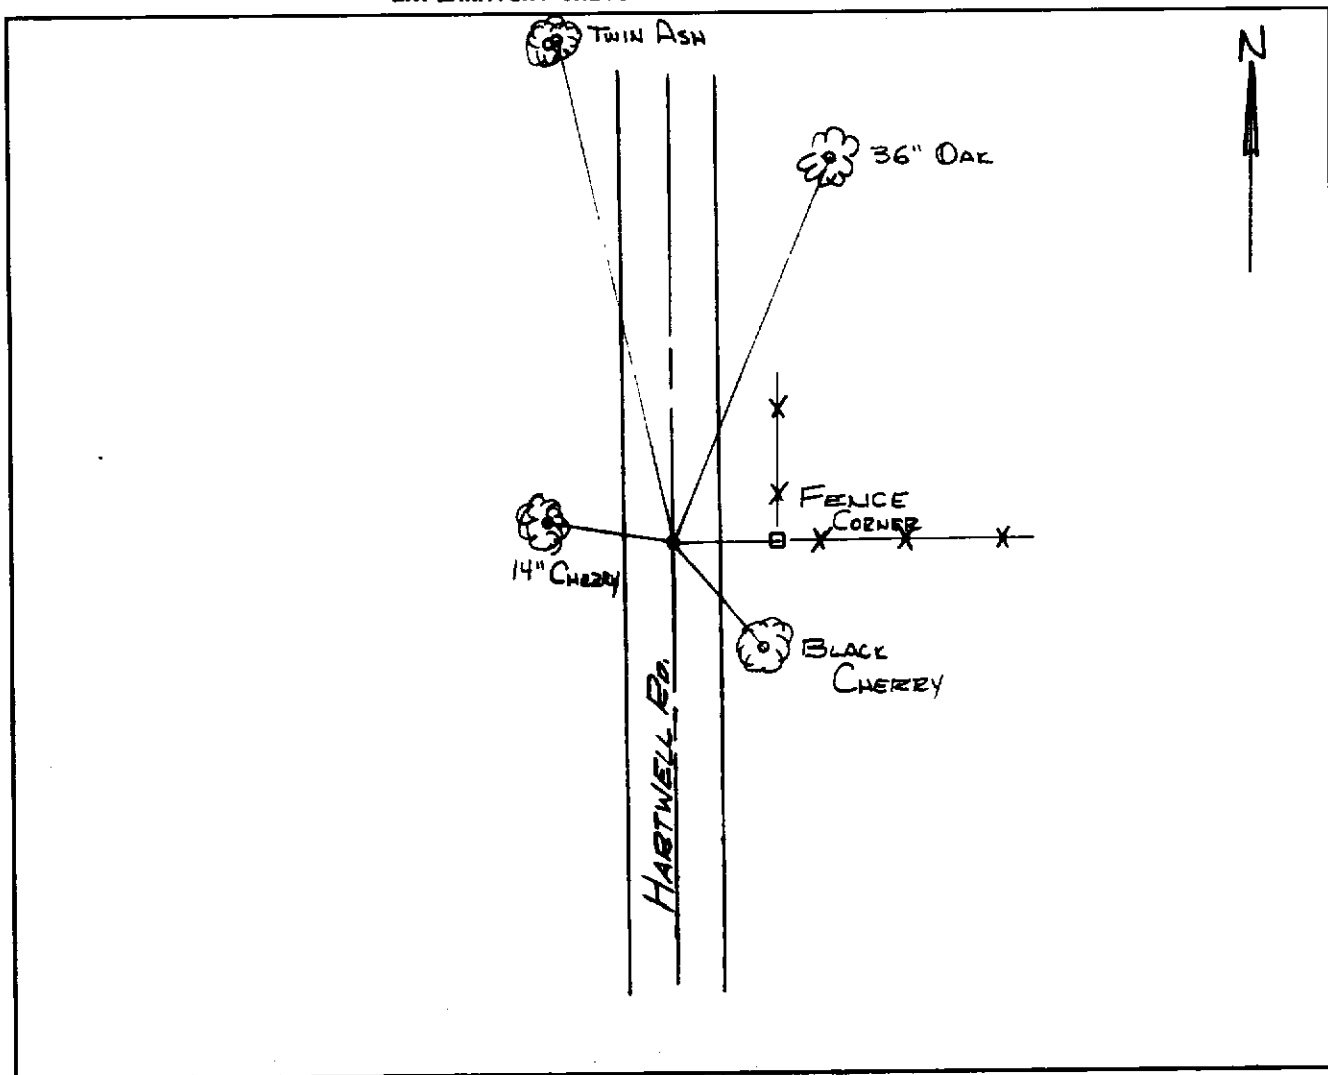 TWIN ASH
N
36" OAK
FENCE
CORNER
14" CHERRY
BLACK
CHERRY
HARTWELL RD.